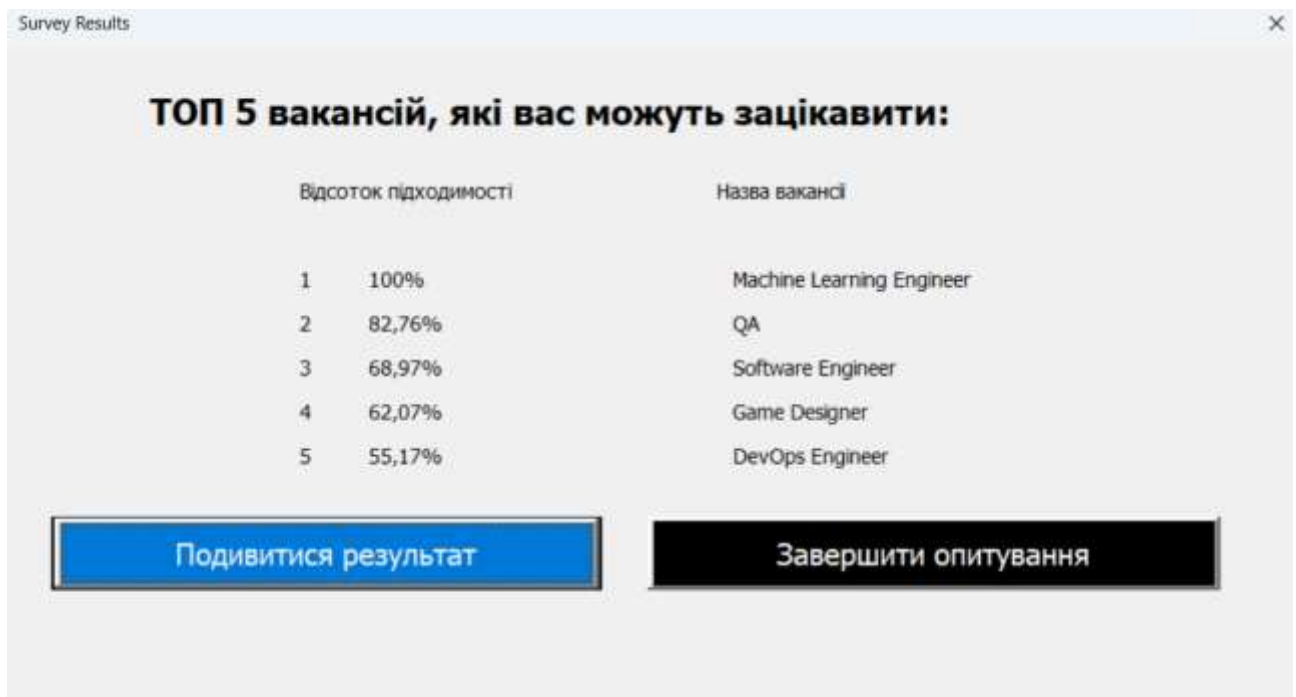 Survey Results
ТОП 5 вакансій, які вас можуть зацікавити:
Відсоток підходимості Назва вакансії
1 100% Machine Learning Engineer
2 82,76% QA
3 68,97% Software Engineer
4 62,07% Game Designer
5 55,17% DevOps Engineer
Подивитися результат Завершити опитування